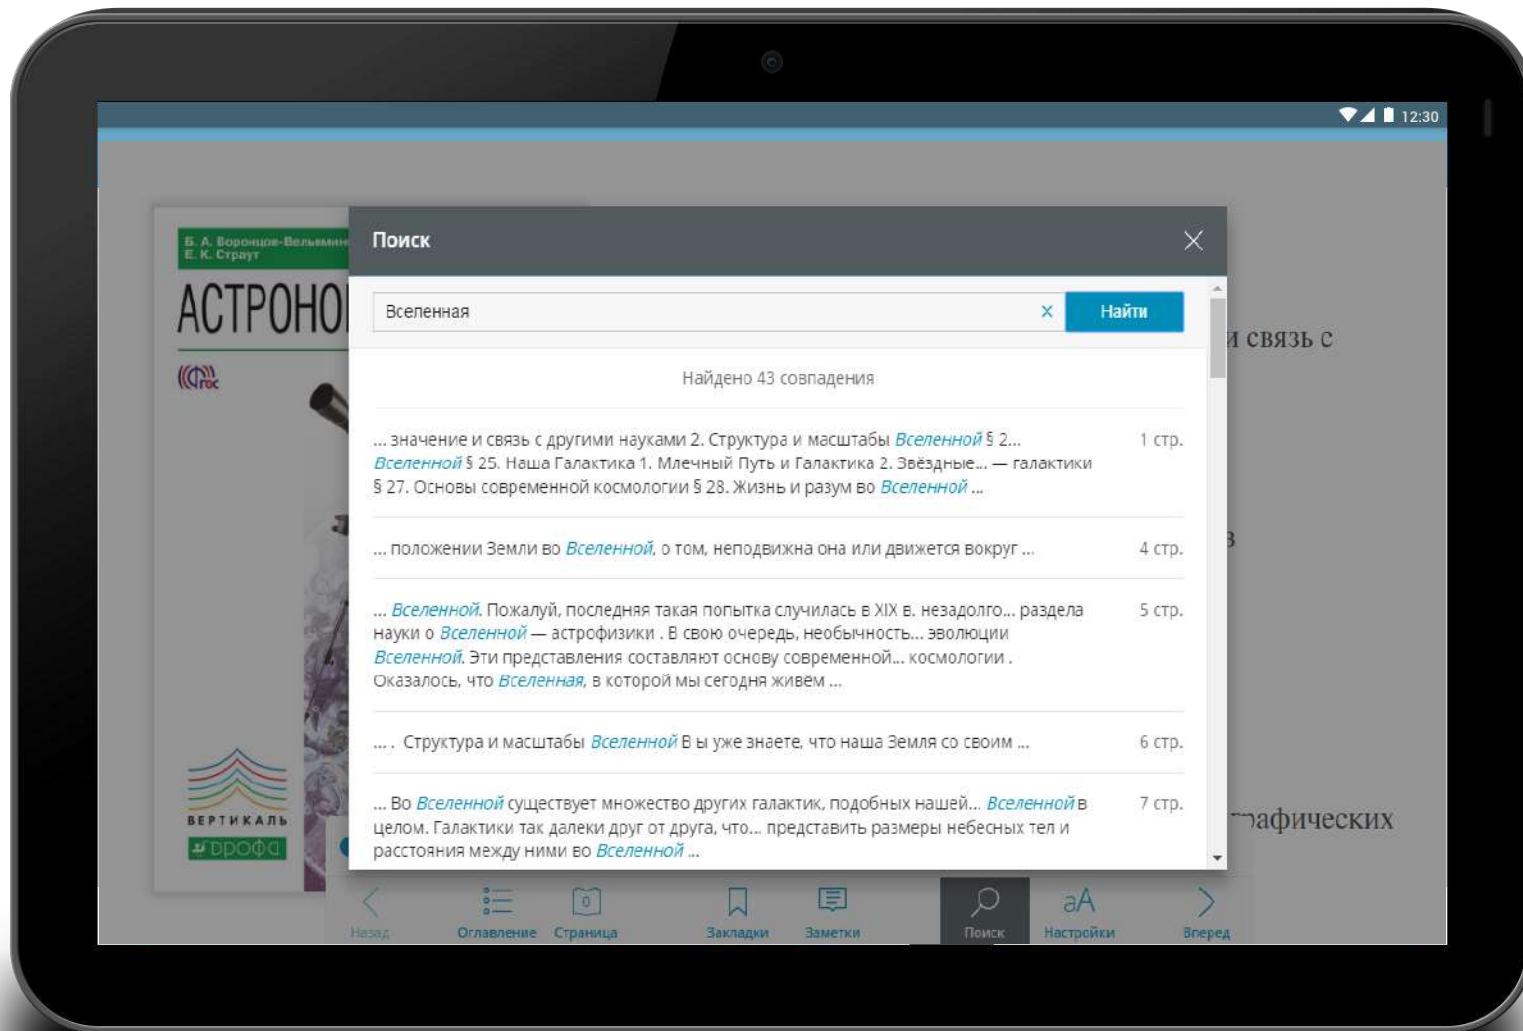 12:30
Б. А. Воронцов-Вельямин
Е. К. Страут
АСТРОНО
ФГОС
ВЕРТИКАЛЬ
дрофа
Поиск
Вселенная
Найти
Найдено 43 совпадения
... значение и связь с другими науками 2. Структура и масштабы Вселенной § 2... 1 стр.
Вселенной § 25. Наша Галактика 1. Млечный Путь и Галактика 2. Звёздные... — галактики
§ 27. Основы современной космологии § 28. Жизнь и разум во Вселенной ...
... положении Земли во Вселенной, о том, неподвижна она или движется вокруг ... 4 стр.
... Вселенной. Пожалуй, последняя такая попытка случилась в XIX в. незадолго... раздела 5 стр.
науки о Вселенной — астрофизики . В свою очередь, необычность... эволюции
Вселенной. Эти представления составляют основу современной... космологии .
Оказалось, что Вселенная, в которой мы сегодня живём ...
... . Структура и масштабы Вселенной В ы уже знаете, что наша Земля со своим ... 6 стр.
... Во Вселенной существует множество других галактик, подобных нашей... Вселенной в 7 стр.
целом. Галактики так далеки друг от друга, что... представить размеры небесных тел и
расстояния между ними во Вселенной ...
и связь с
в
рафических
Назад
Оглавление
0
Страница
Закладки
Заметки
Поиск
аА
Настройки
Вперед